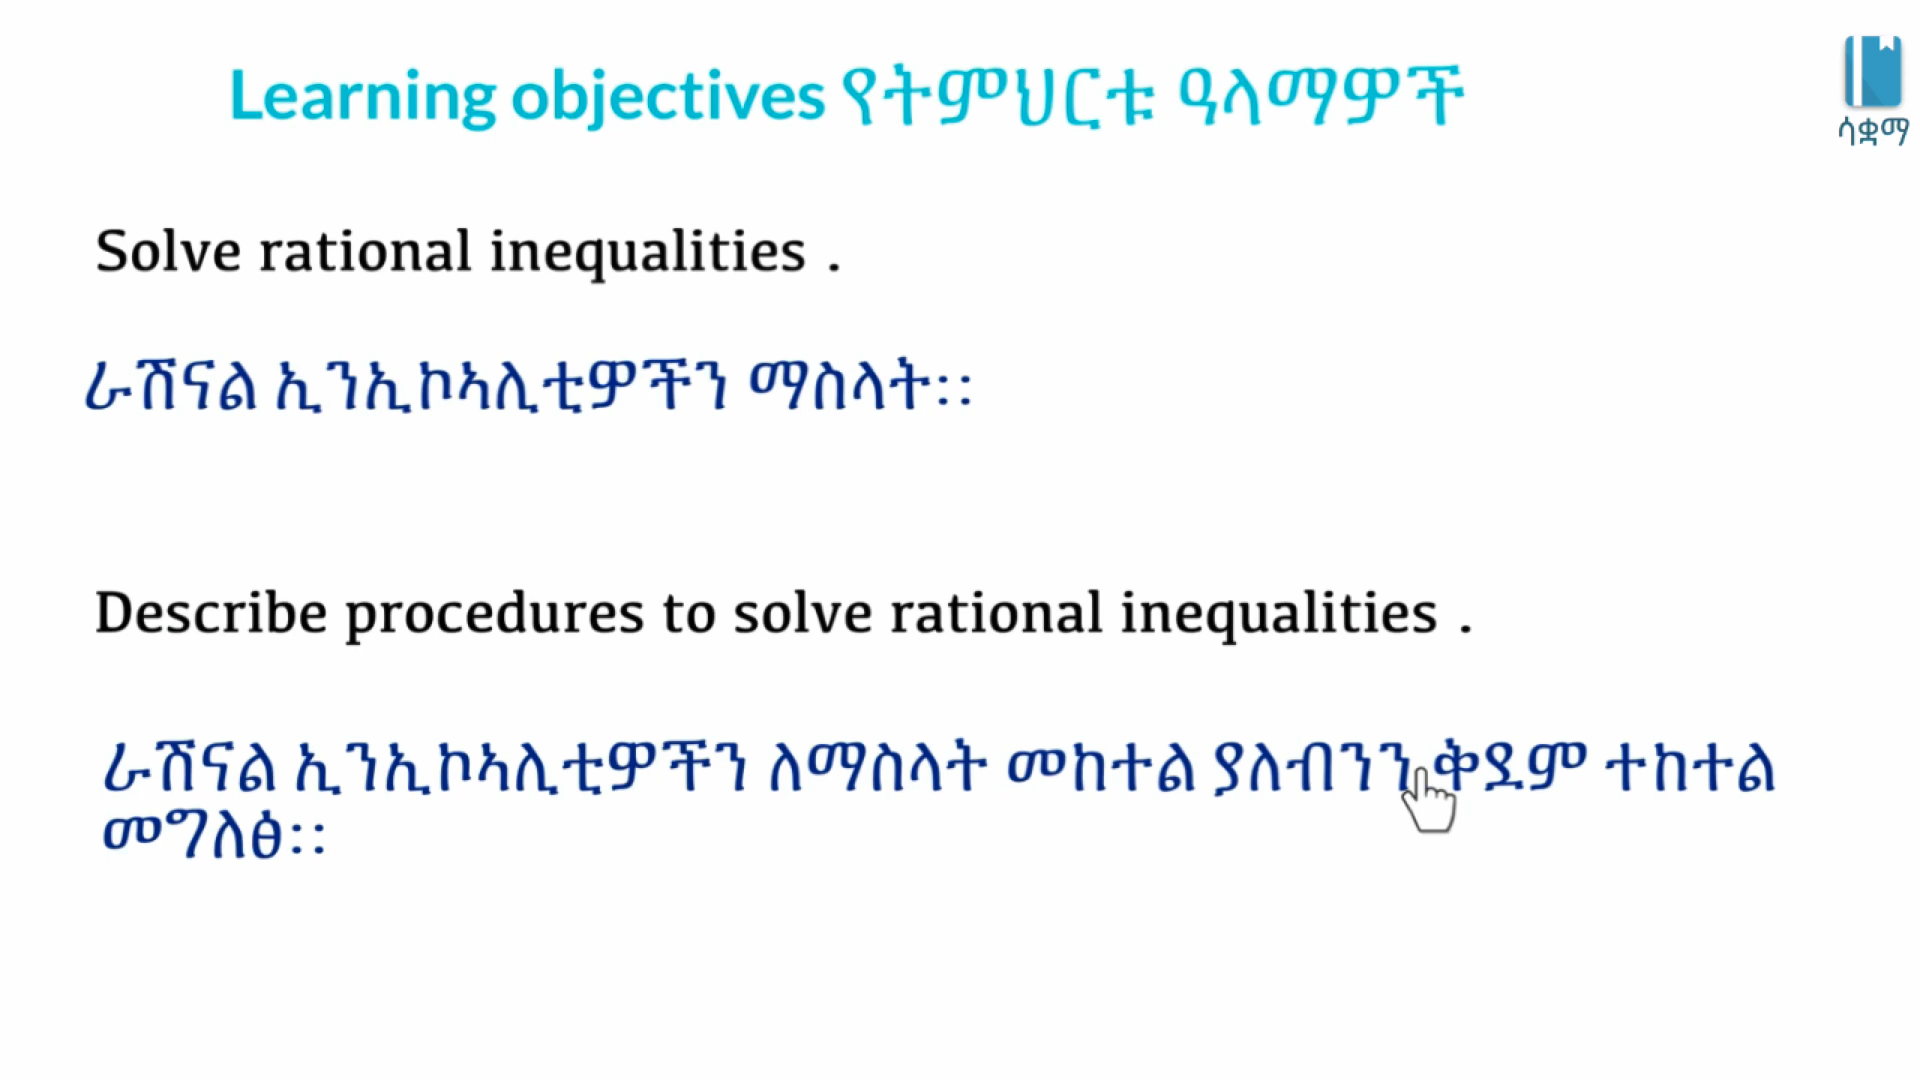 Learning objectives የትምህርቱ ዓላማዎች
ሳቋማ
Solve rational inequalities .
ራሽናል ኢንኢኮኣሊቲዎችን ማስላት፡፡
Describe procedures to solve rational inequalities .
ራሽናል ኢንኢኮኣሊቲዎችን ለማስላት መከተል ያለብንን ቅደም ተከተል
መግለፅ፡፡